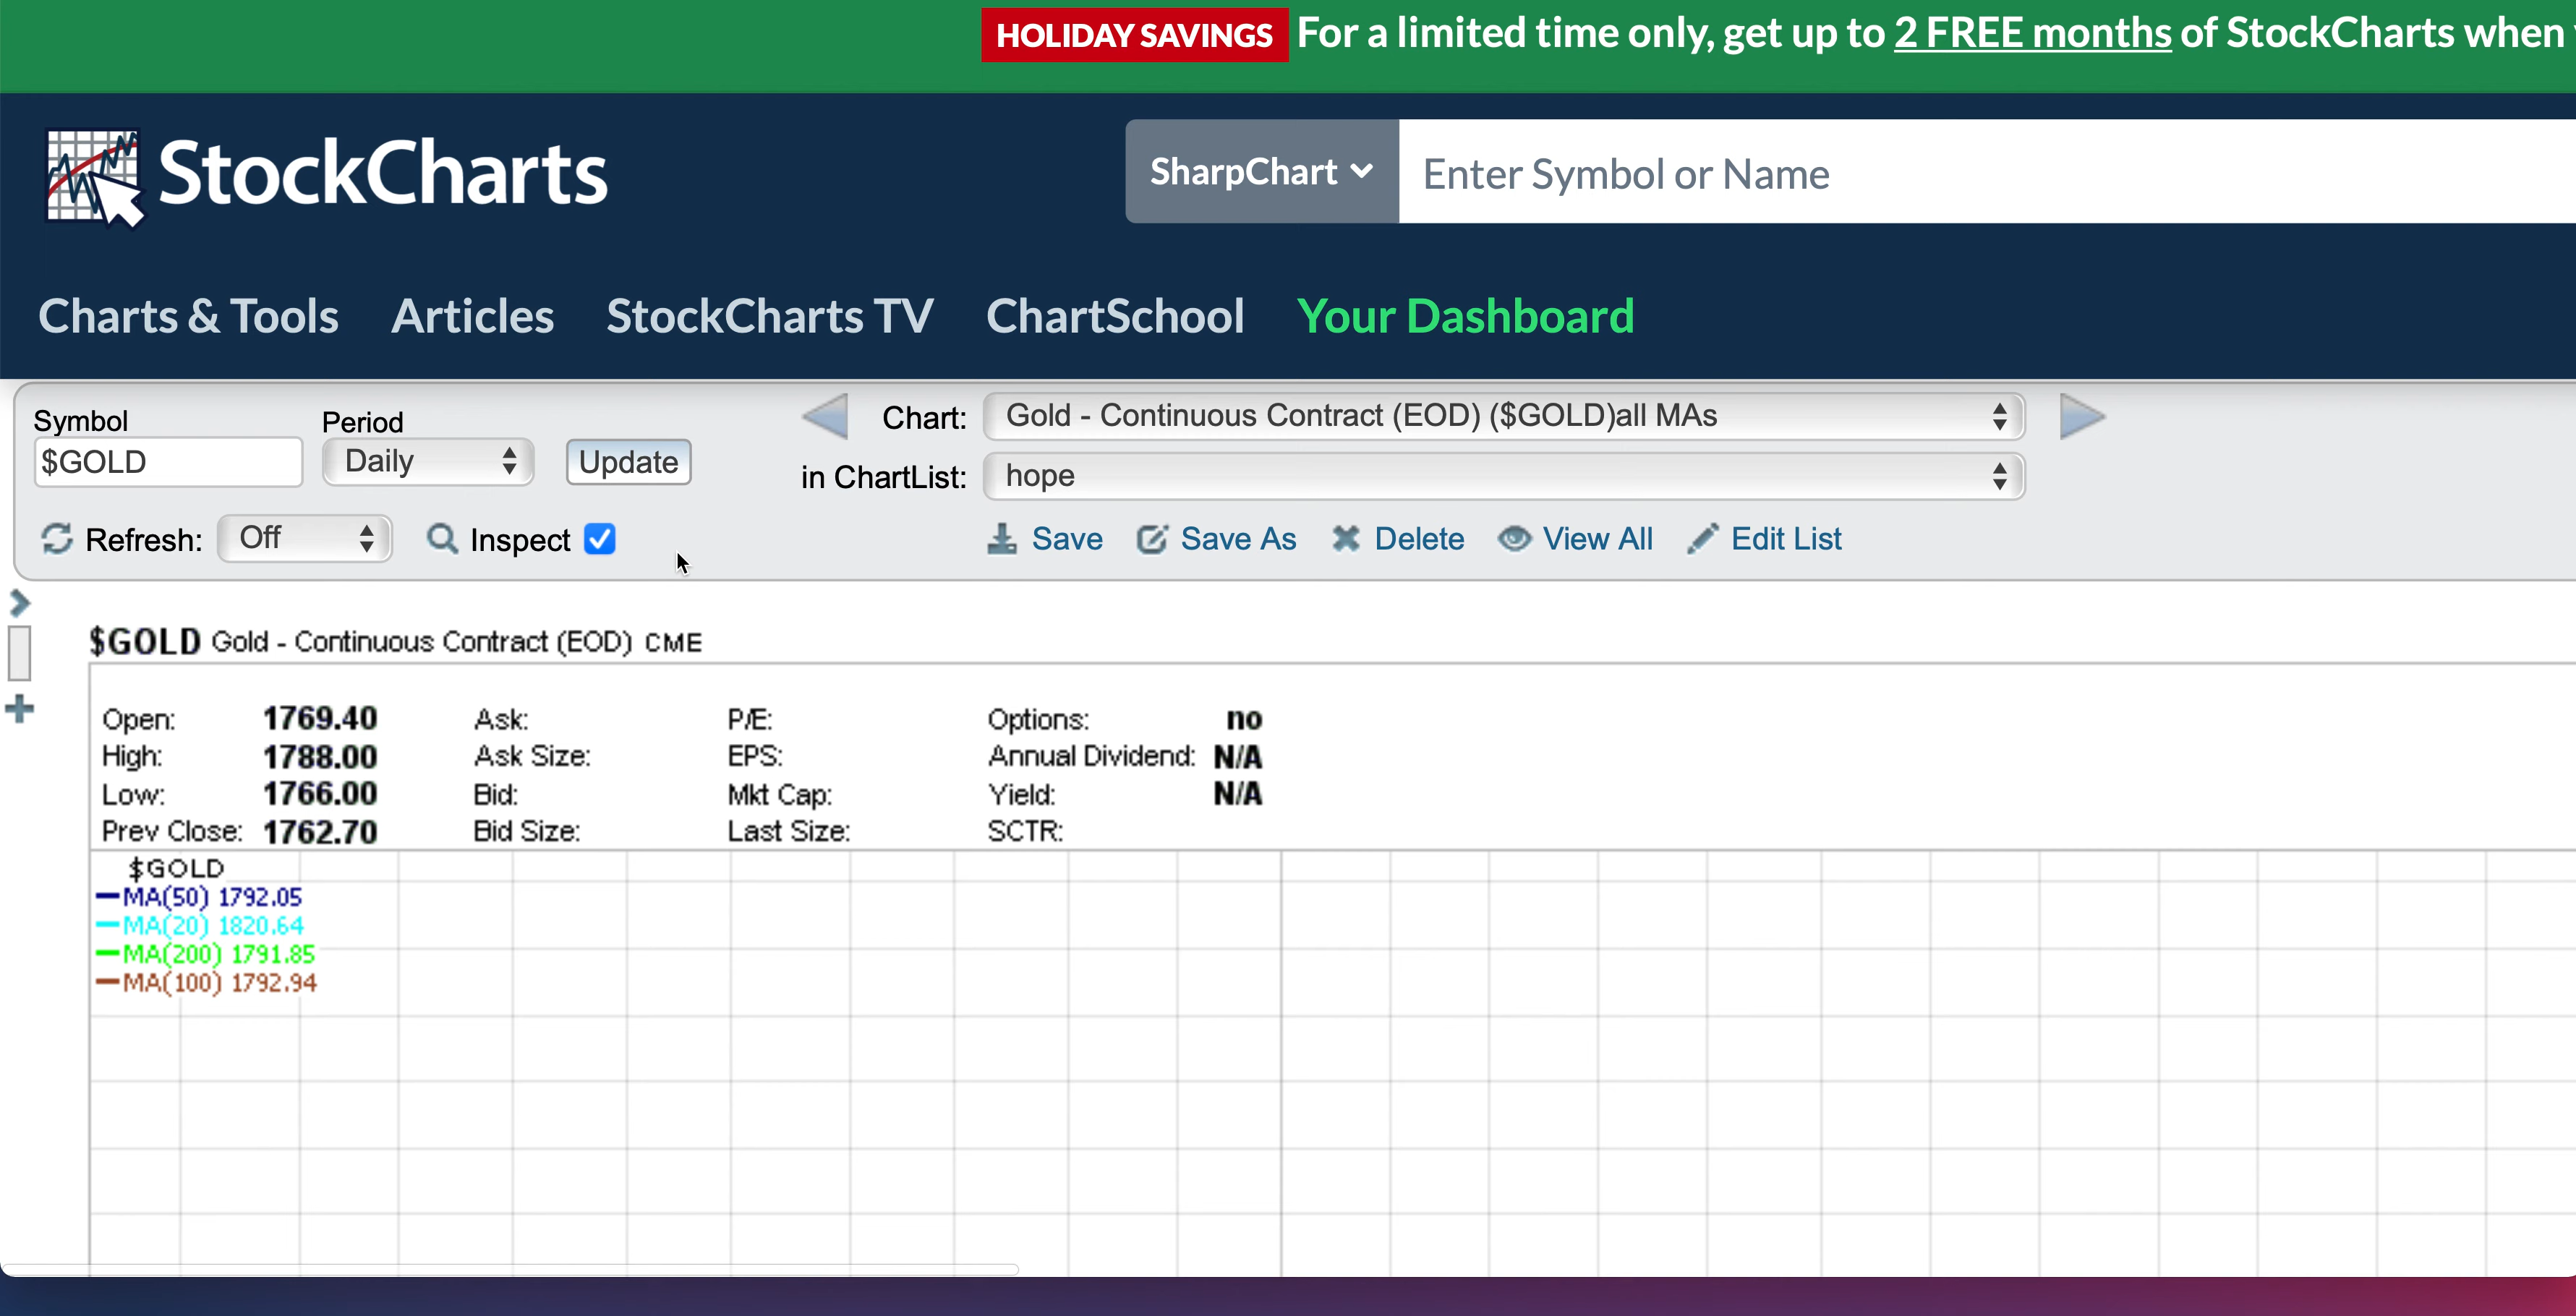 HOLIDAY SAVINGS For a limited time only, get up to 2 FREE months of StockCharts when
StockCharts
SharpChart Enter Symbol or Name
Charts & Tools Articles StockCharts TV ChartSchool Your Dashboard
Symbol Period
Chart: Gold - Continuous Contract (EOD) ($GOLD)all MAs
$GOLD Daily Update
in ChartList: hope
Refresh: Off Inspect Save Save As Delete View All Edit List
$GOLD Gold - Continuous Contract (EOD) CME
Open: 1769.40 Ask: P/E: Options: no
High: 1788.00 Ask Size: EPS: Annual Dividend: N/A
Low: 1766.00 Bid: Mkt Cap: Yield: N/A
Prev Close: 1762.70 Bid Size: Last Size: SCTR:
$GOLD
MA(50) 1792.05
MA(20) 1820.64
MA(200) 1791.85
MA(100) 1792.94